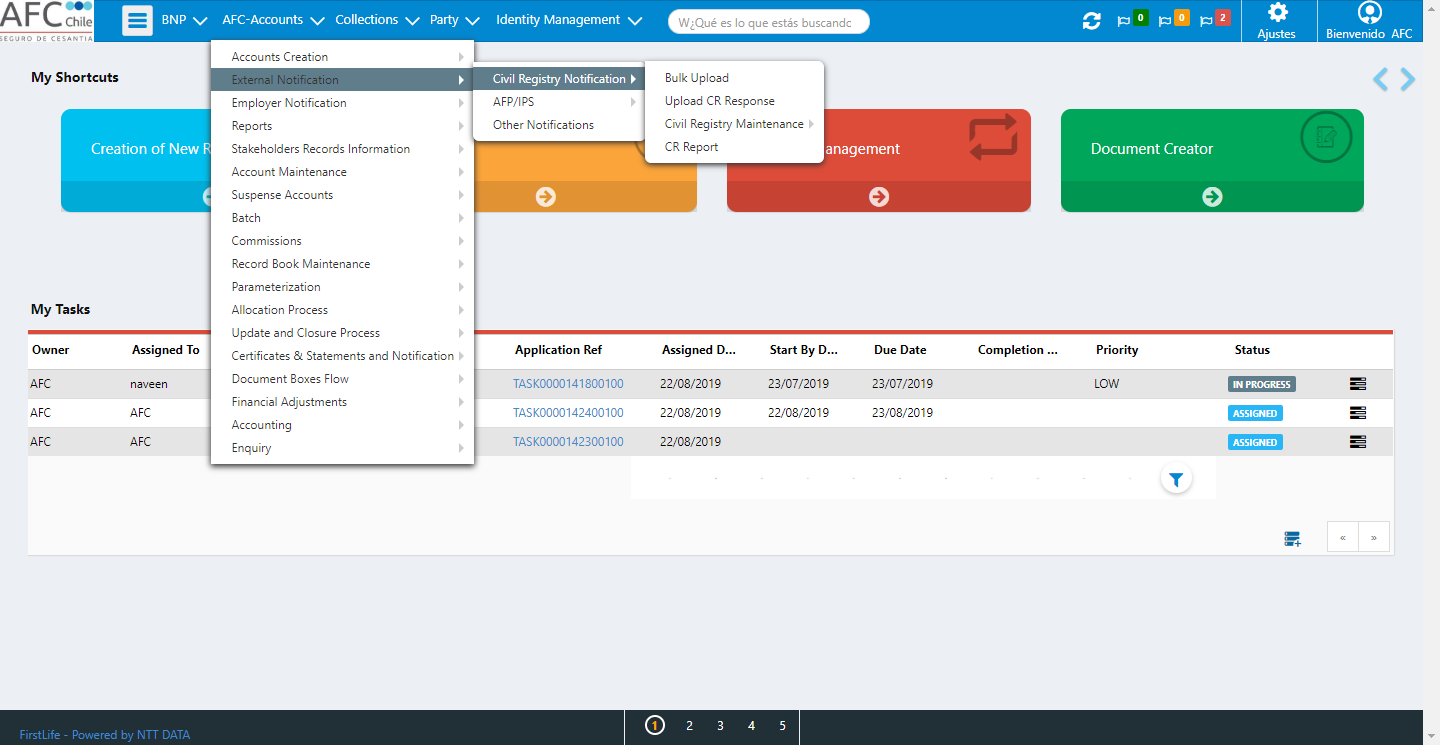 AFC Chile
SEGURO DE CESANTIA
BNP
AFC-Accounts
Collections
Party
Identity Management
W¿Qué es lo que estás buscandc
0
0
2
Ajustes
Bienvenido AFC
My Shortcuts
Creation of New R
anagement
Document Creator
Accounts Creation
External Notification
Employer Notification
Reports
Stakeholders Records Information
Account Maintenance
Suspense Accounts
Batch
Commissions
Record Book Maintenance
Parameterization
Allocation Process
Update and Closure Process
Certificates & Statements and Notification
Document Boxes Flow
Financial Adjustments
Accounting
Enquiry
Civil Registry Notification
AFP/IPS
Other Notifications
Bulk Upload
Upload CR Response
Civil Registry Maintenance
CR Report
My Tasks
Owner Assigned To Application Ref Assigned D... Start By D... Due Date Completion ... Priority Status
AFC naveen TASK0000141800100 22/08/2019 23/07/2019 23/07/2019 LOW IN PROGRESS
AFC AFC TASK0000142400100 22/08/2019 22/08/2019 23/08/2019 ASSIGNED
AFC AFC TASK0000142300100 22/08/2019 ASSIGNED
« »
FirstLife - Powered by NTT DATA
1 2 3 4 5